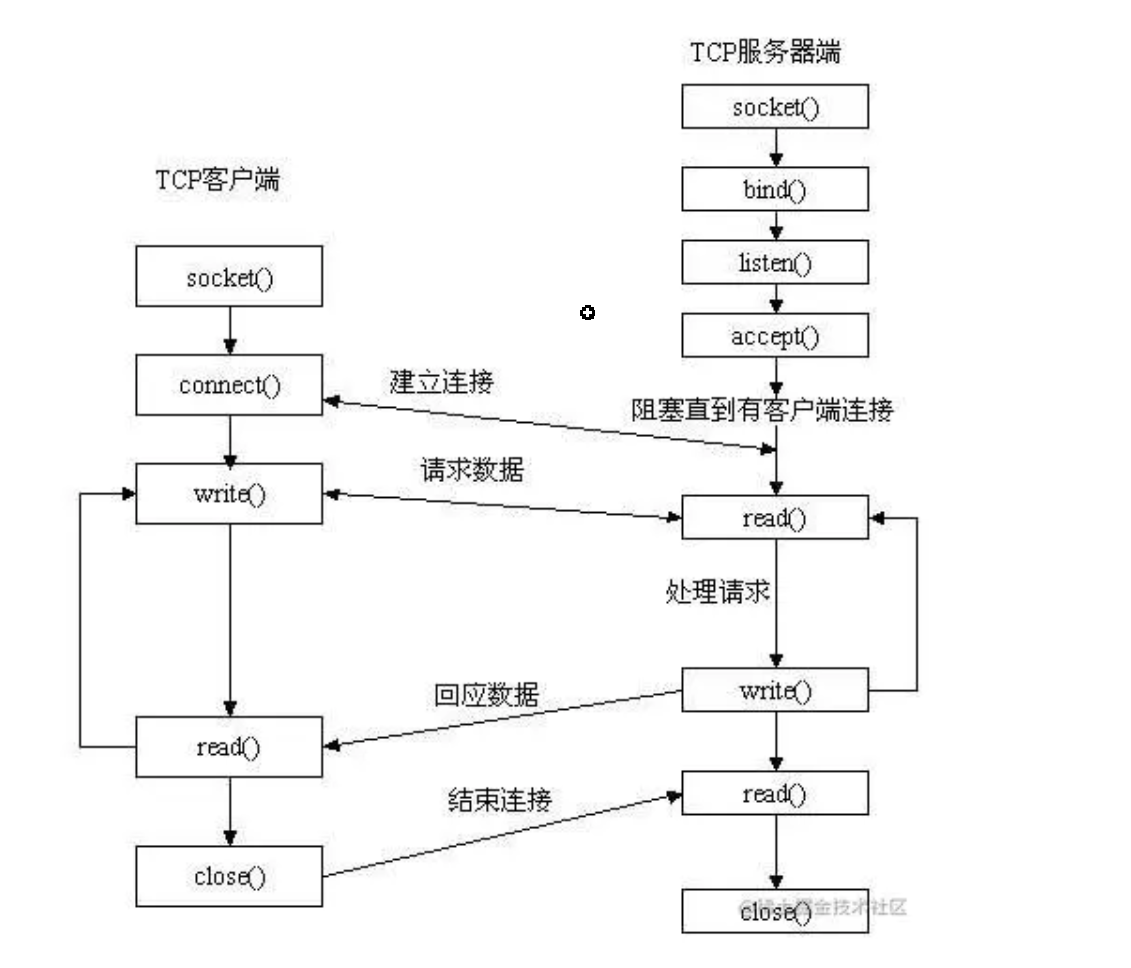 TCP服务器端
socket()
bind()
TCP客户端
listen()
socket()
accept()
connect()
建立连接
阻塞直到有客户端连接
请求数据
write()
read()
处理请求
write()
回应数据
read()
read()
结束连接
close()
close()
@稀土掘金技术社区